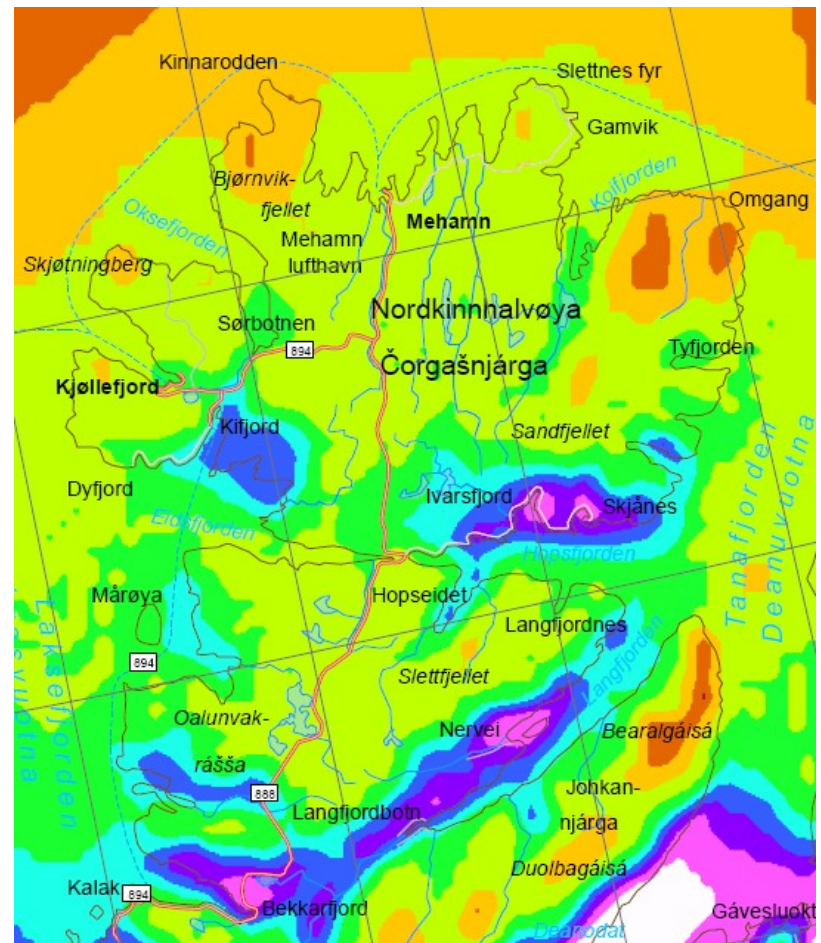 Kinnarodden
Slettnes fyr
Gamvik
Bjørnvik-
fjellet
Koifjorden
Omgang
Oksefjorden
Mehamn
Mehamn
lufthavn
Skjøtningberg
Nordkinnhalvøya
Sørbotnen
894
Tyfjorden
Čorgašnjárga
Kjøllefjord
Kifjord
Sandfjellet
Dyfjord
Ivarsfjord
Skjånes
Eidsfjorden
Hopsfjorden
Tanafjorden
Deanuvuotna
Mårøya
Hopseidet
Langfjordnes
Laksefjorden
894
Slettfjellet
Langfjorden
Oalunvak-
rášša
Nervei
Bearalgáisá
888
Langfjordbotn
Johkan-
njárga
Duolbagáisá
Kalak
894
Bekkarfjord
Gávesluokt
Deanodat